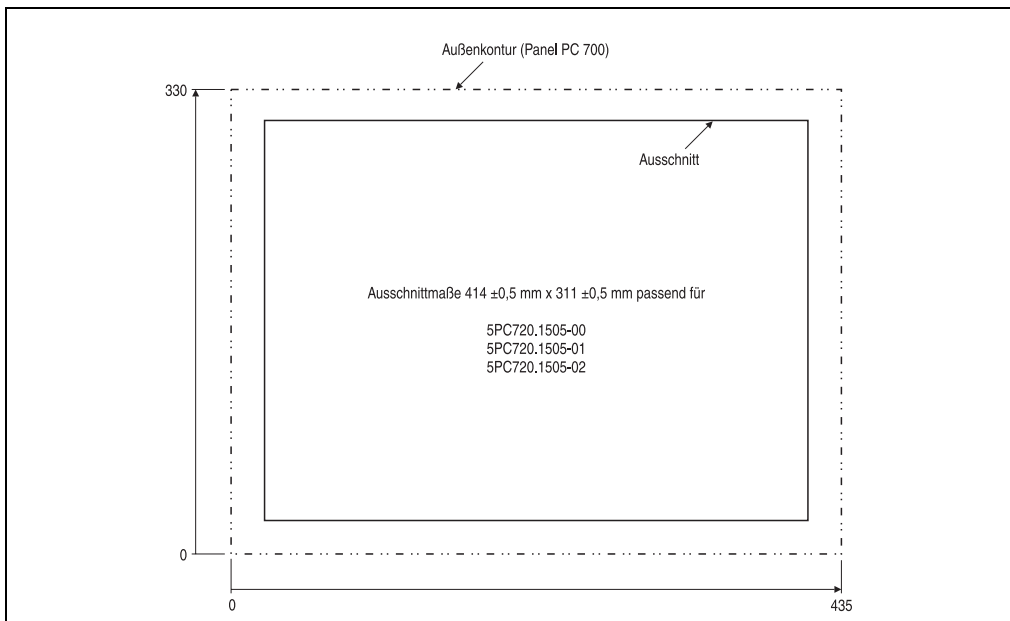 Außenkontur (Panel PC 700)
330
Ausschnitt
Ausschnittmaße 414 ±0,5 mm x 311 ±0,5 mm passend für
5PC720.1505-00
5PC720.1505-01
5PC720.1505-02
0
0
435